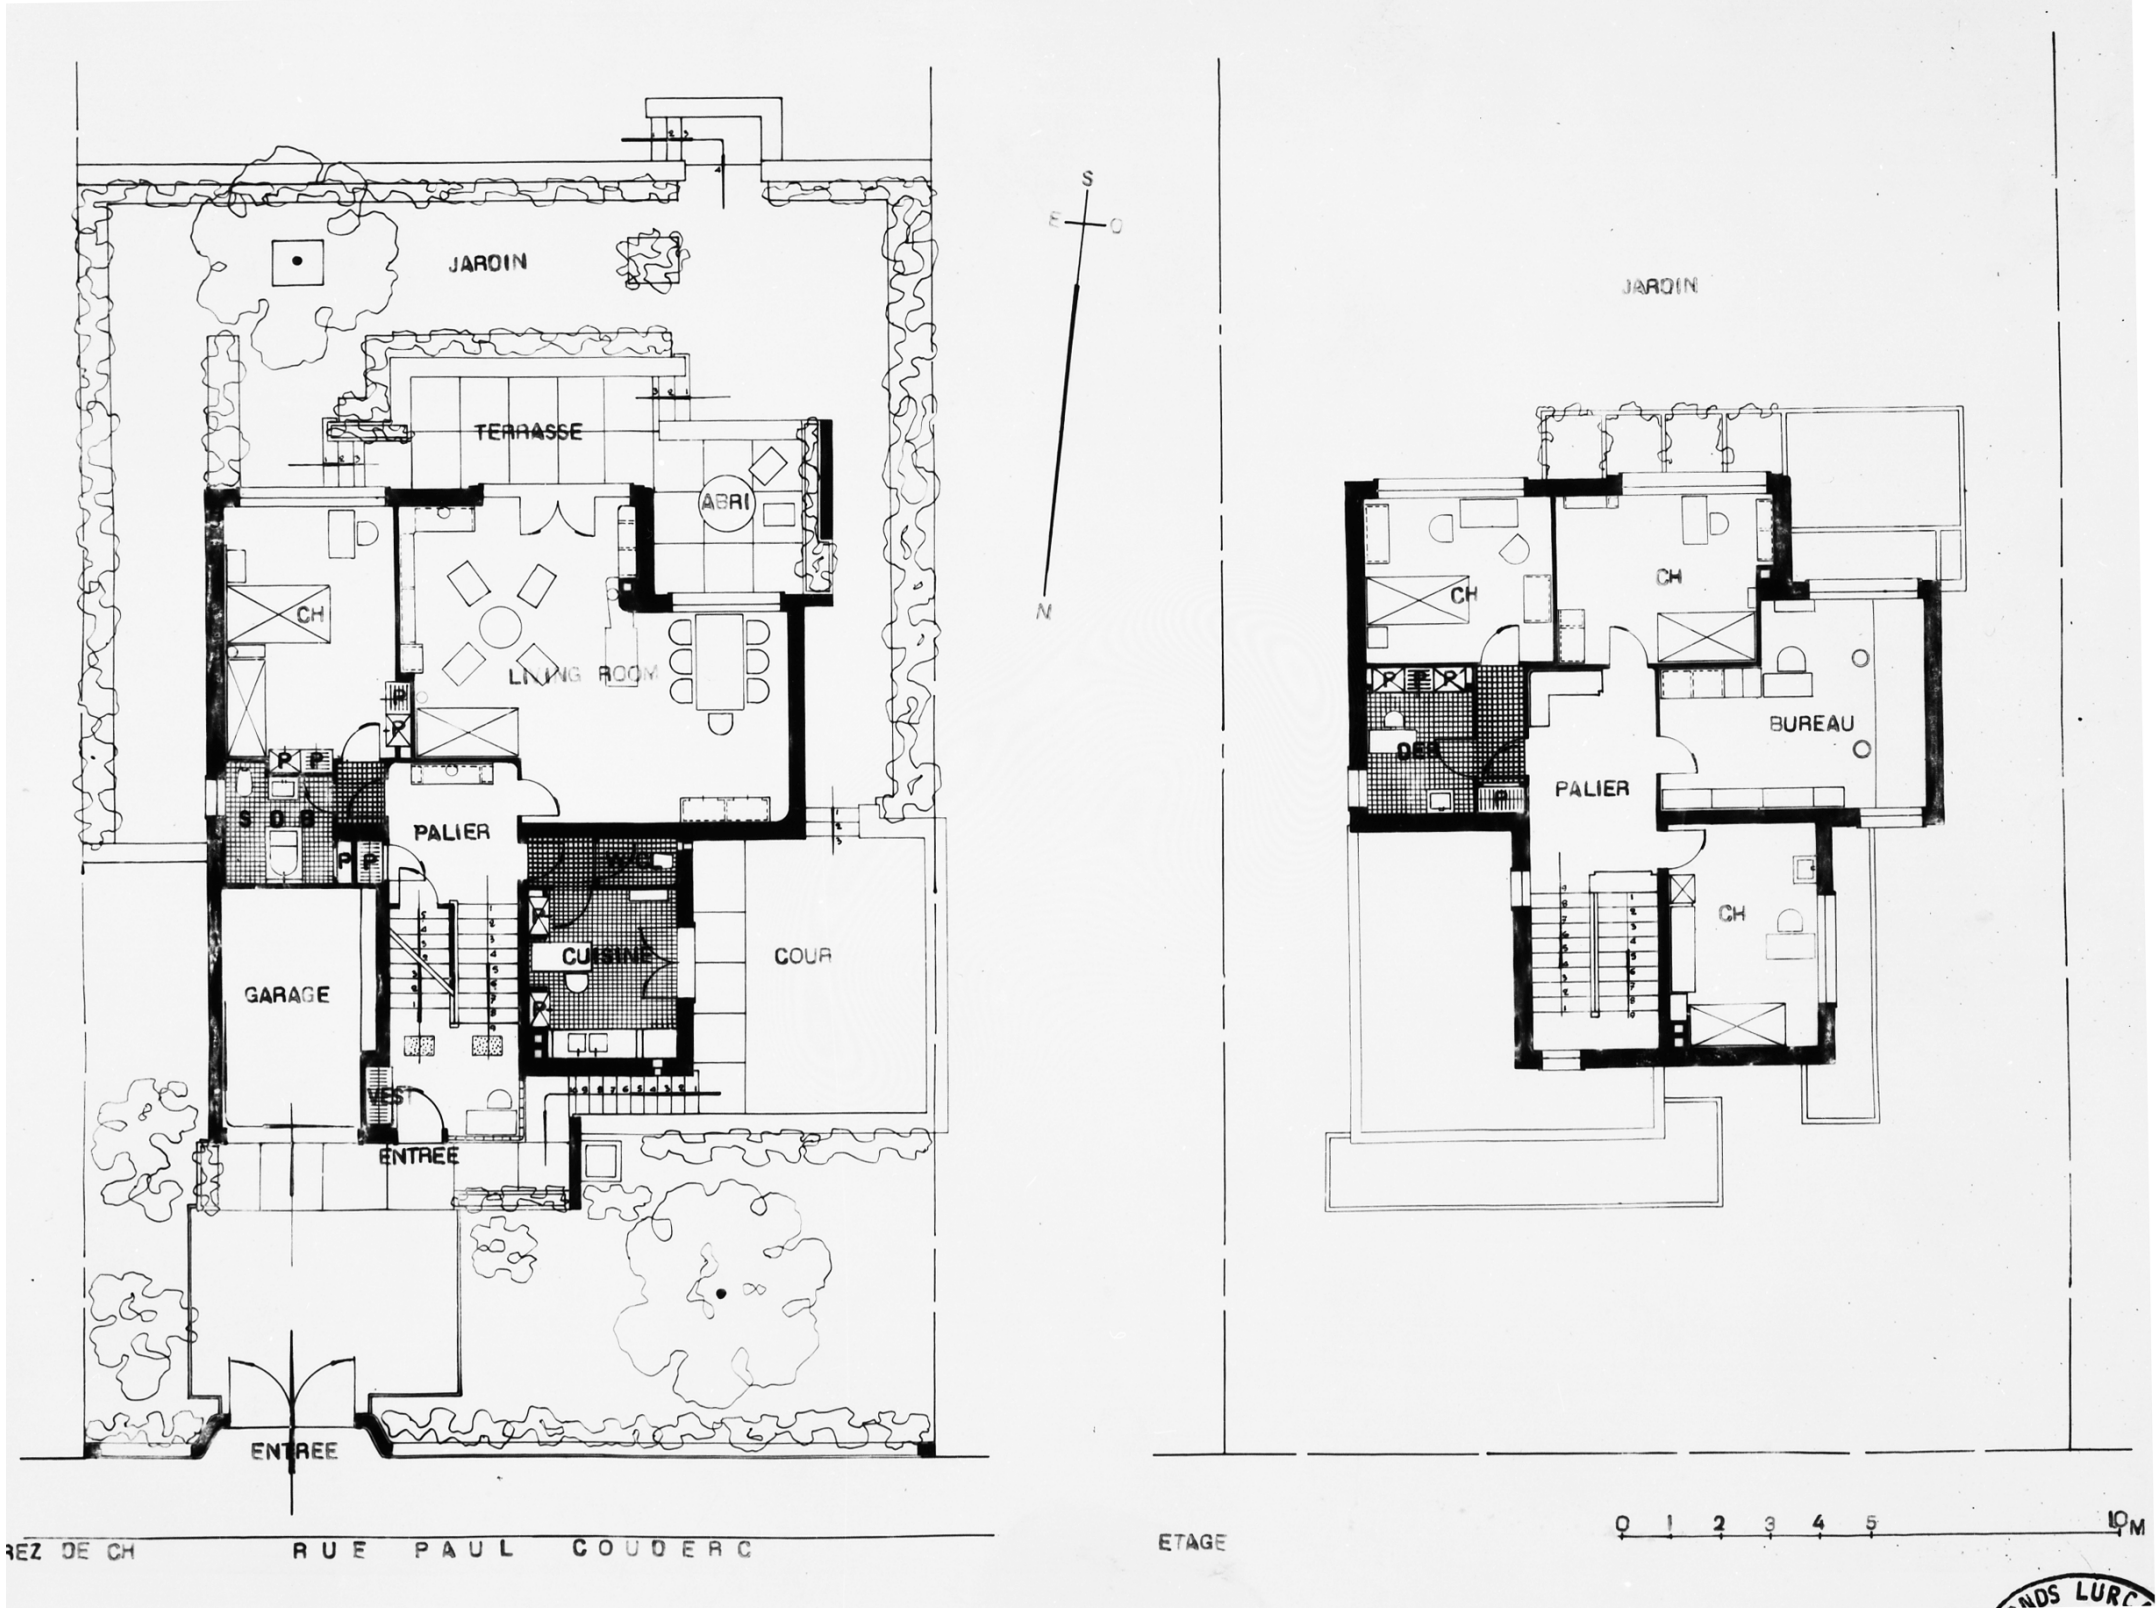 JARDIN
TERRASSE
ABRI
CH
LIVING ROOM
P
P
P P
S D B
PALIER
P P
W.C.
P
CUISINE
P
COUR
GARAGE
VEST
ENTREE
ENTREE
REZ DE CH
RUE PAUL COUDERC
S
E O
N
JARDIN
CH
CH
P P P
BUREAU
PALIER
P
CH
ETAGE
0 1 2 3 4 5 10 M
NDS LURC